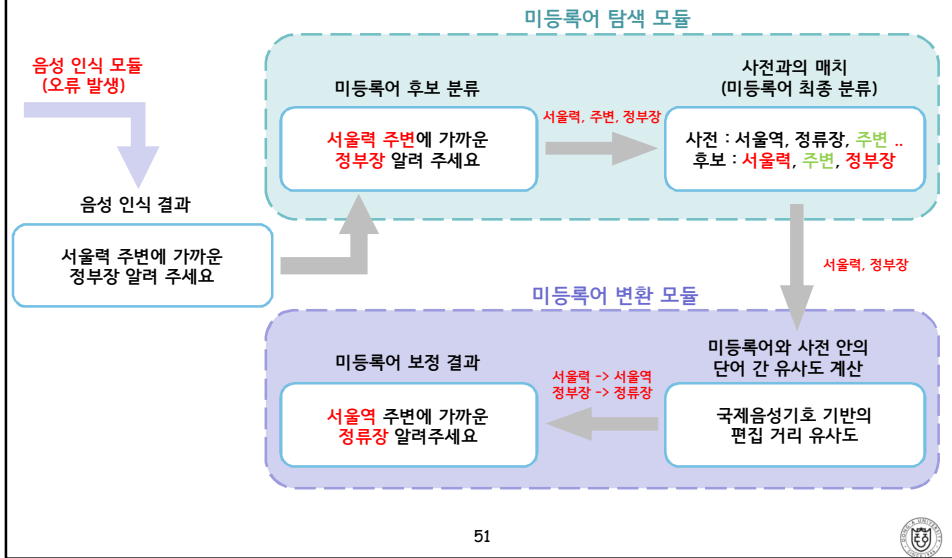 미등록어 탐색 모듈
음성 인식 모듈
(오류 발생)
미등록어 후보 분류
서울력 주변에 가까운
정부장 알려 주세요
서울력, 주변, 정부장
사전과의 매치
(미등록어 최종 분류)
사전 : 서울역, 정류장, 주변 ..
후보 : 서울력, 주변, 정부장
음성 인식 결과
서울력 주변에 가까운
정부장 알려 주세요
서울력, 정부장
미등록어 변환 모듈
미등록어와 사전 안의
단어 간 유사도 계산
국제음성기호 기반의
편집 거리 유사도
서울력 -> 서울역
정부장 -> 정류장
미등록어 보정 결과
서울역 주변에 가까운
정류장 알려주세요
51